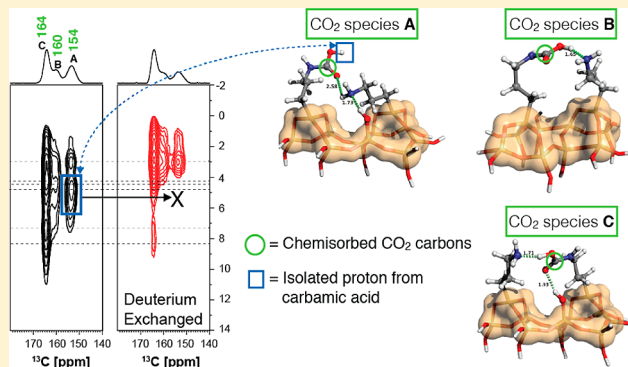 164
160
154
C
B
A
-2
0
2
4
6
8
10
12
14
X
Deuterium
Exchanged
170
160
150
140
170
160
150
140
13C [ppm]
13C [ppm]
CO2 species A
CO2 species B
CO2 species C
2.58
1.73
= Chemisorbed CO2 carbons
= Isolated proton from
carbamic acid